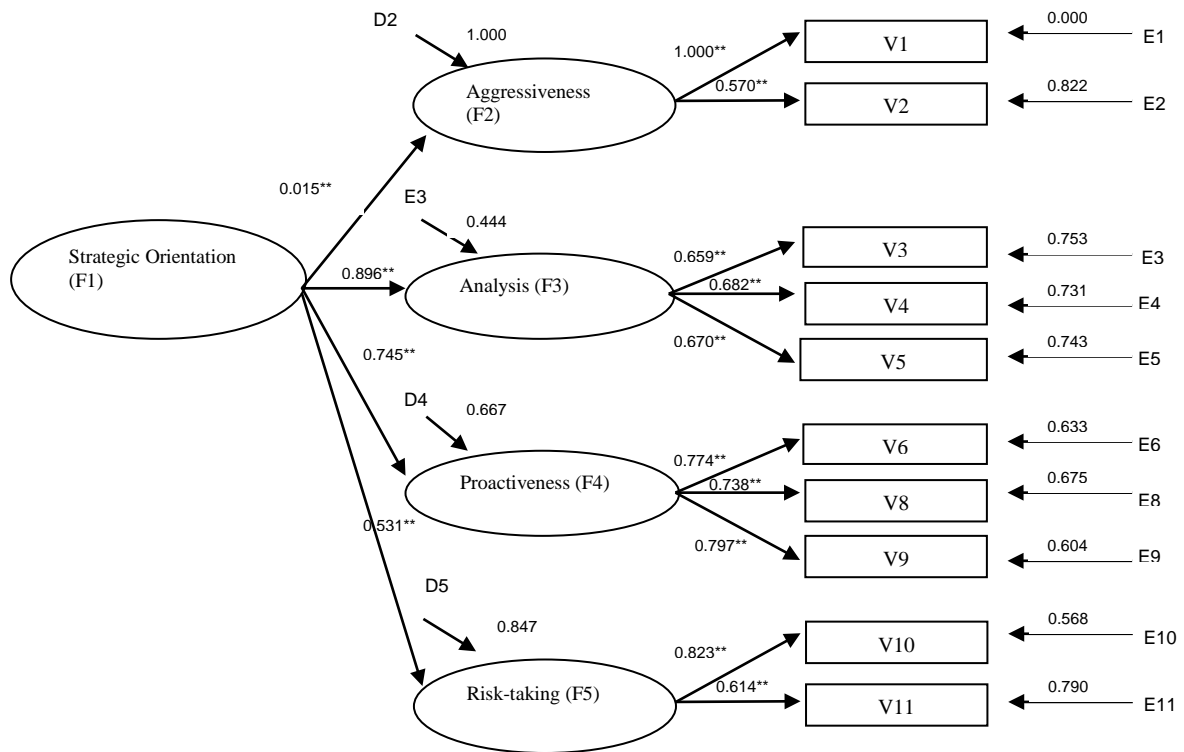 D2
1.000
Aggressiveness
(F2)
1.000**
0.570**
V1
V2
0.000
E1
0.822
E2
0.015**
E3
0.444
Strategic Orientation
(F1)
0.896**
Analysis (F3)
0.659**
0.682**
0.670**
V3
V4
V5
0.753
E3
0.731
E4
0.743
E5
0.745**
D4
0.667
Proactiveness (F4)
0.774**
0.738**
0.797**
V6
V8
V9
0.633
E6
0.675
E8
0.604
E9
0.531**
D5
0.847
Risk-taking (F5)
0.823**
0.614**
V10
V11
0.568
E10
0.790
E11